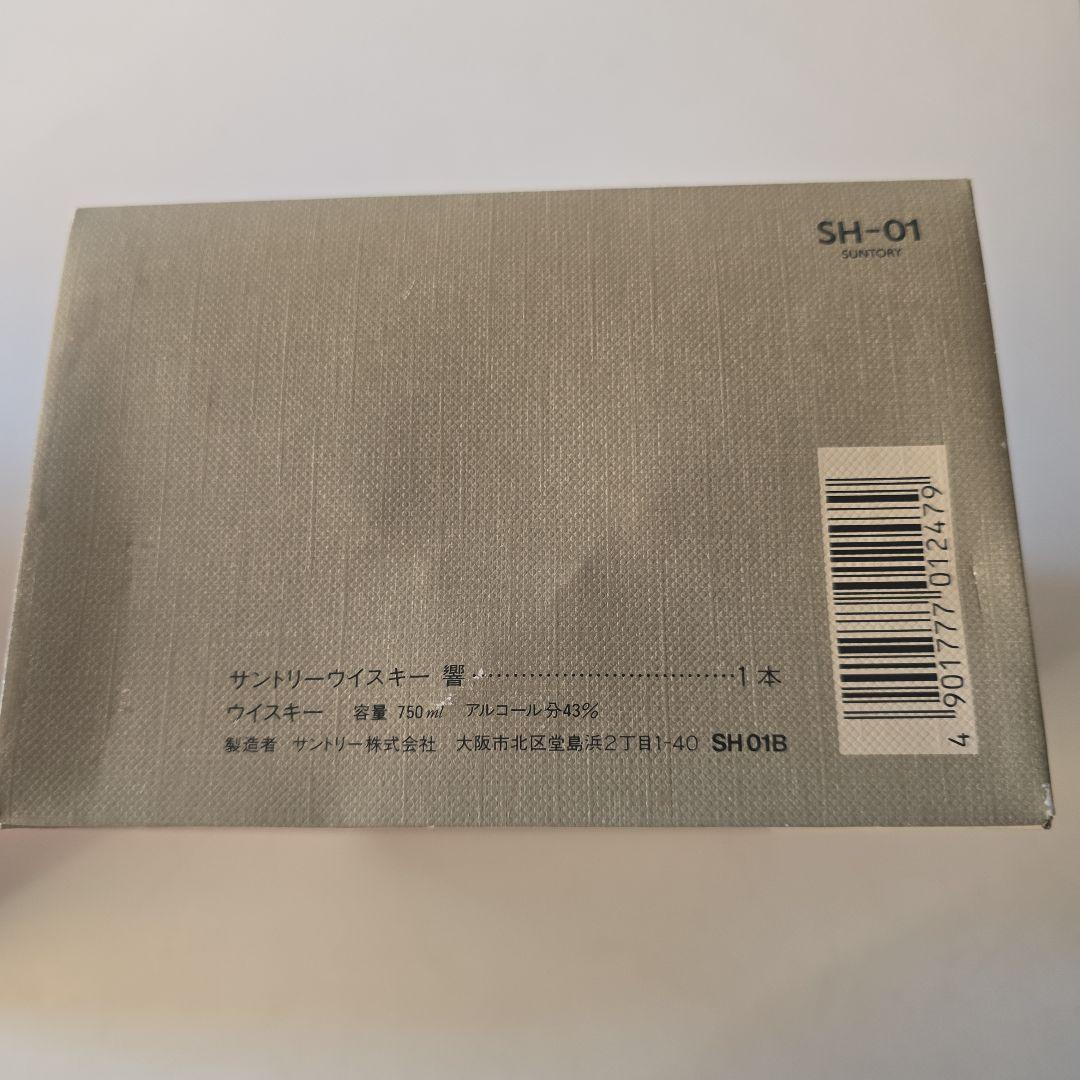 SH-01
SUNTORY
サントリーウイスキー 響································1本
ウイスキー 容量 750ml アルコール分43%
製造者 サントリー株式会社 大阪市北区堂島浜2丁目1-40 SH01B
4 901777 012479